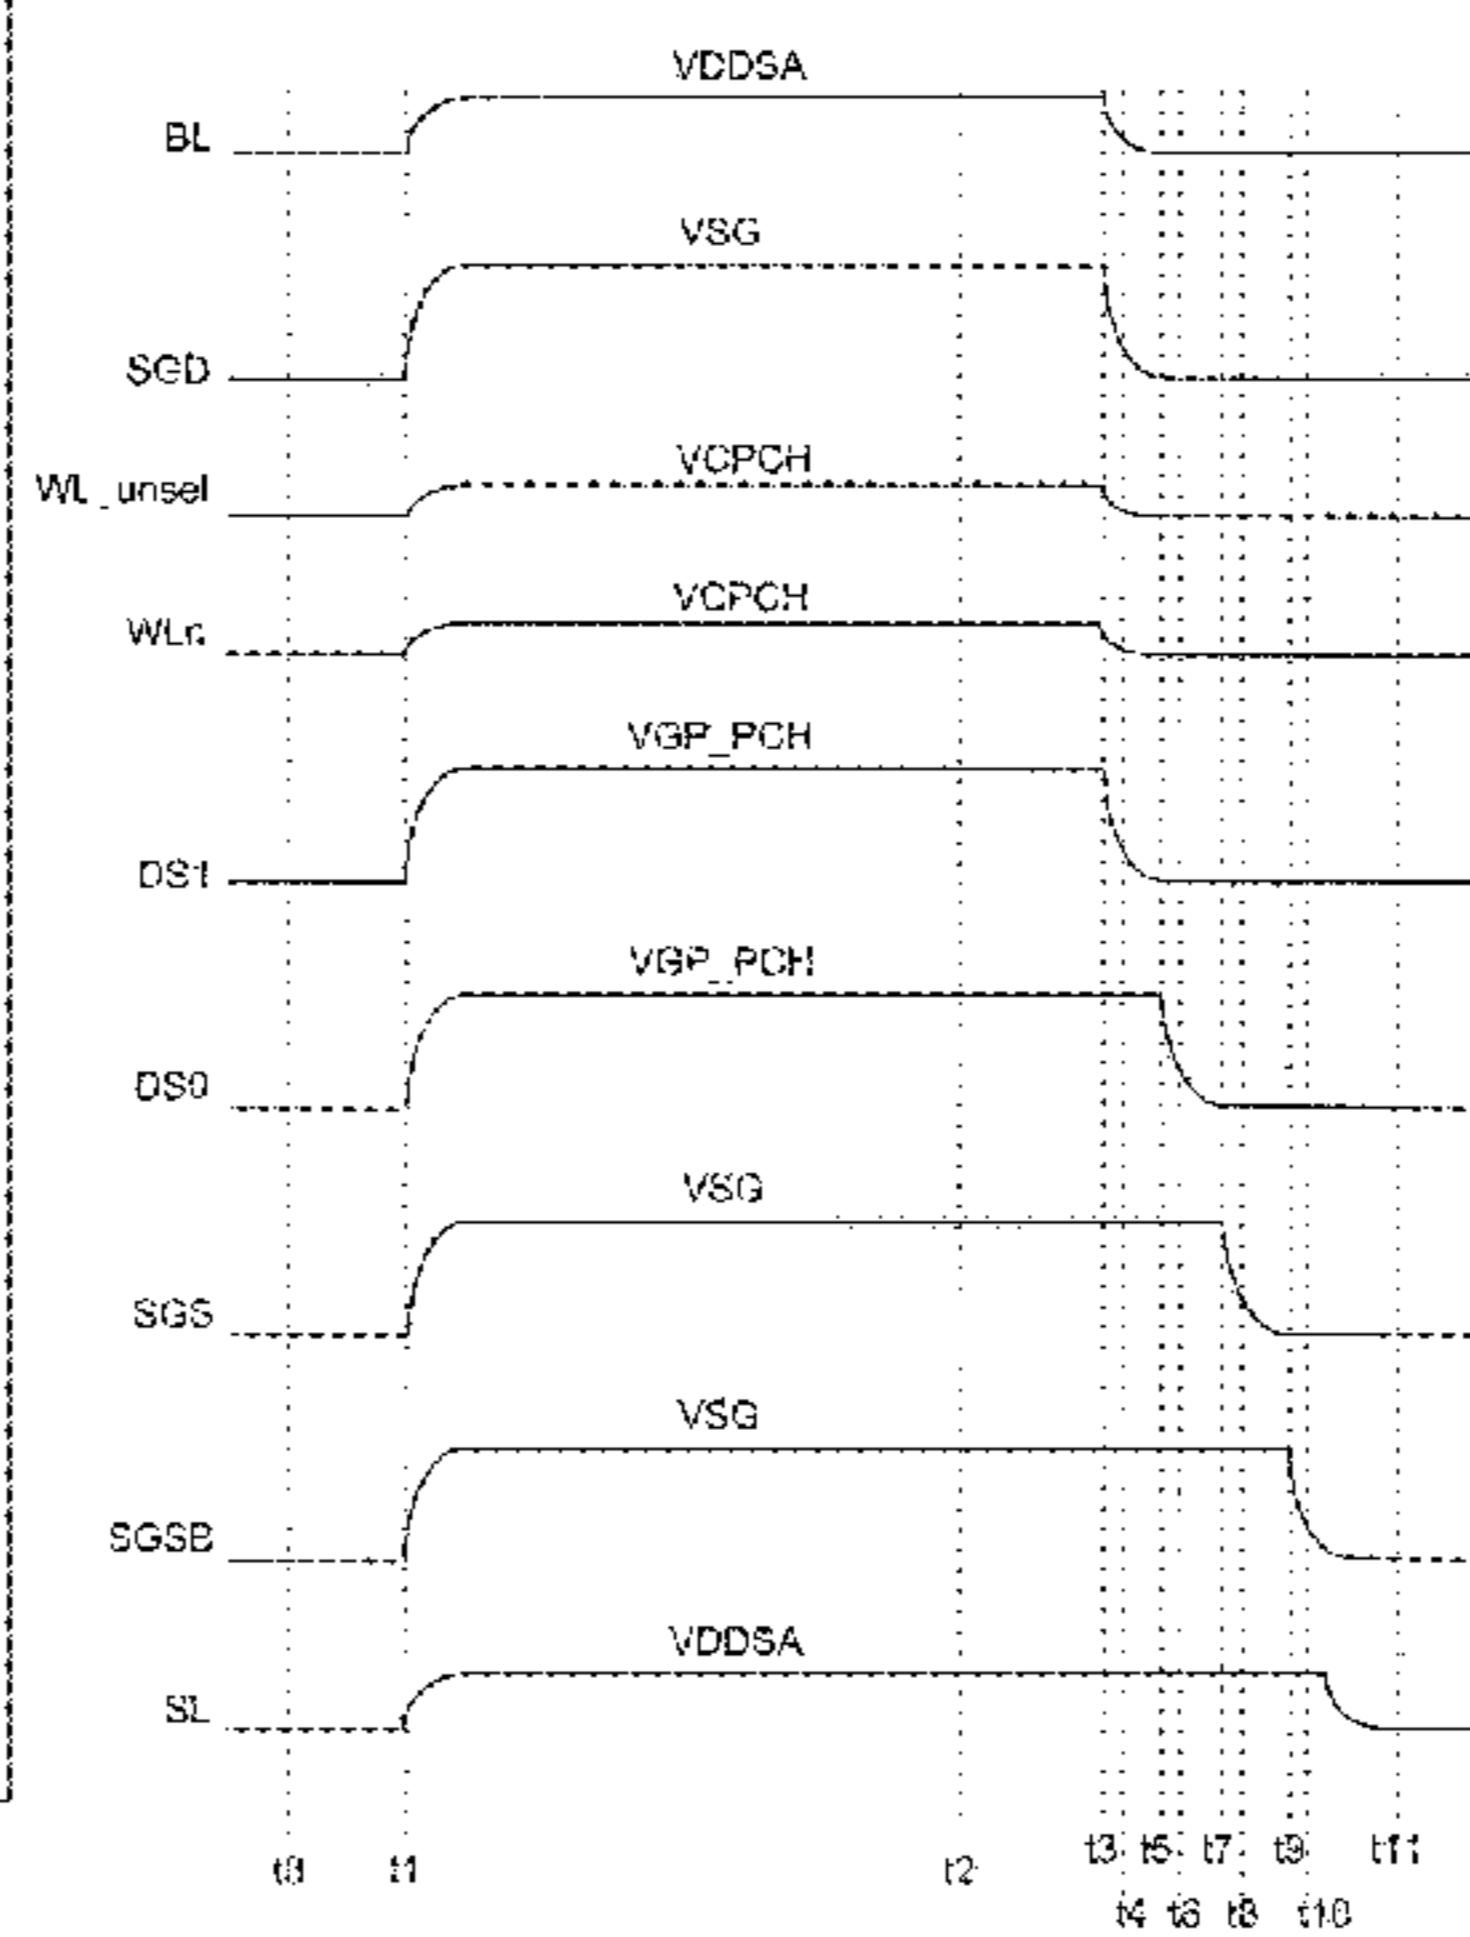 VDDSA
BL
VSG
SGD
VCPCH
WL_unsel
VCPCH
WLn
VGP_PCH
DS1
VGP_PCH
DS0
VSG
SGS
VSG
SGSB
VDDSA
SL
t0 t1 t2 t3 t5 t7 t9 t11
t4 t6 t8 t10